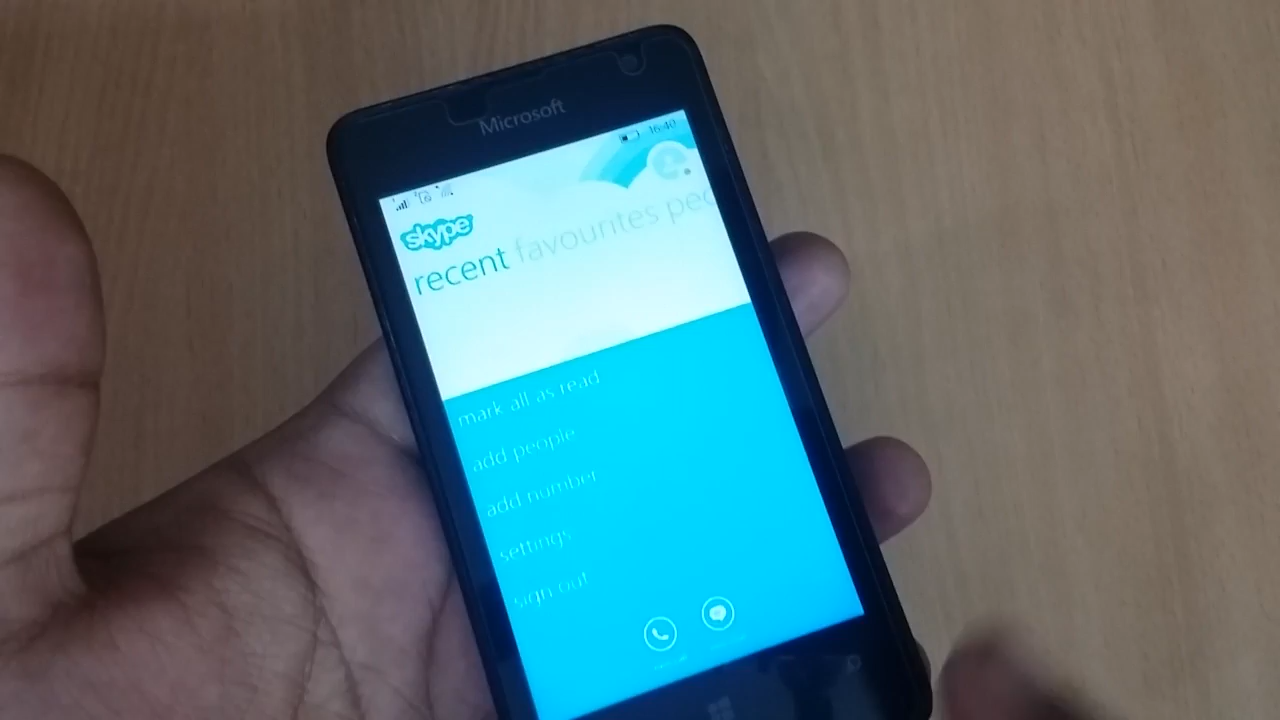 Microsoft
16:40
skype
recent favourites peo
mark all as read
add people
add number
settings
sign out